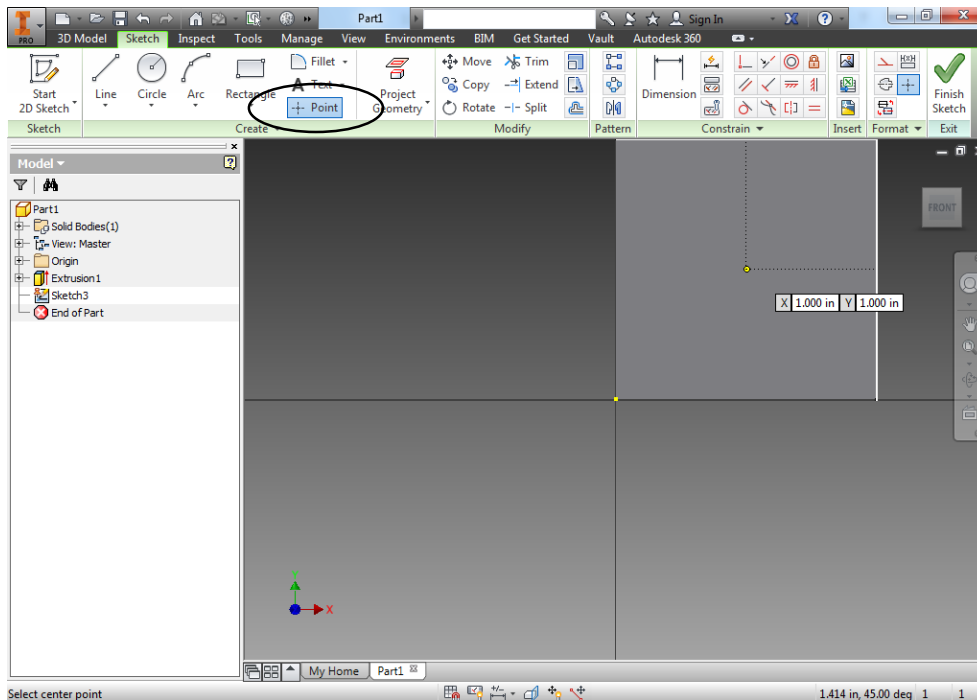 Part1
Sign In
PRO
3D Model Sketch Inspect Tools Manage View Environments BIM Get Started Vault Autodesk 360
Start
2D Sketch
Line
Circle
Arc
Rectangle
Fillet
Text
Point
Project
Geometry
Move
Copy
Rotate
Trim
Extend
Split
Dimension
Finish
Sketch
Sketch Create Modify Pattern Constrain Insert Format Exit
Model
Part1
Solid Bodies(1)
View: Master
Origin
Extrusion1
Sketch3
End of Part
FRONT
X 1.000 in Y 1.000 in
X
My Home Part1
Select center point
1.414 in, 45.00 deg 1 1